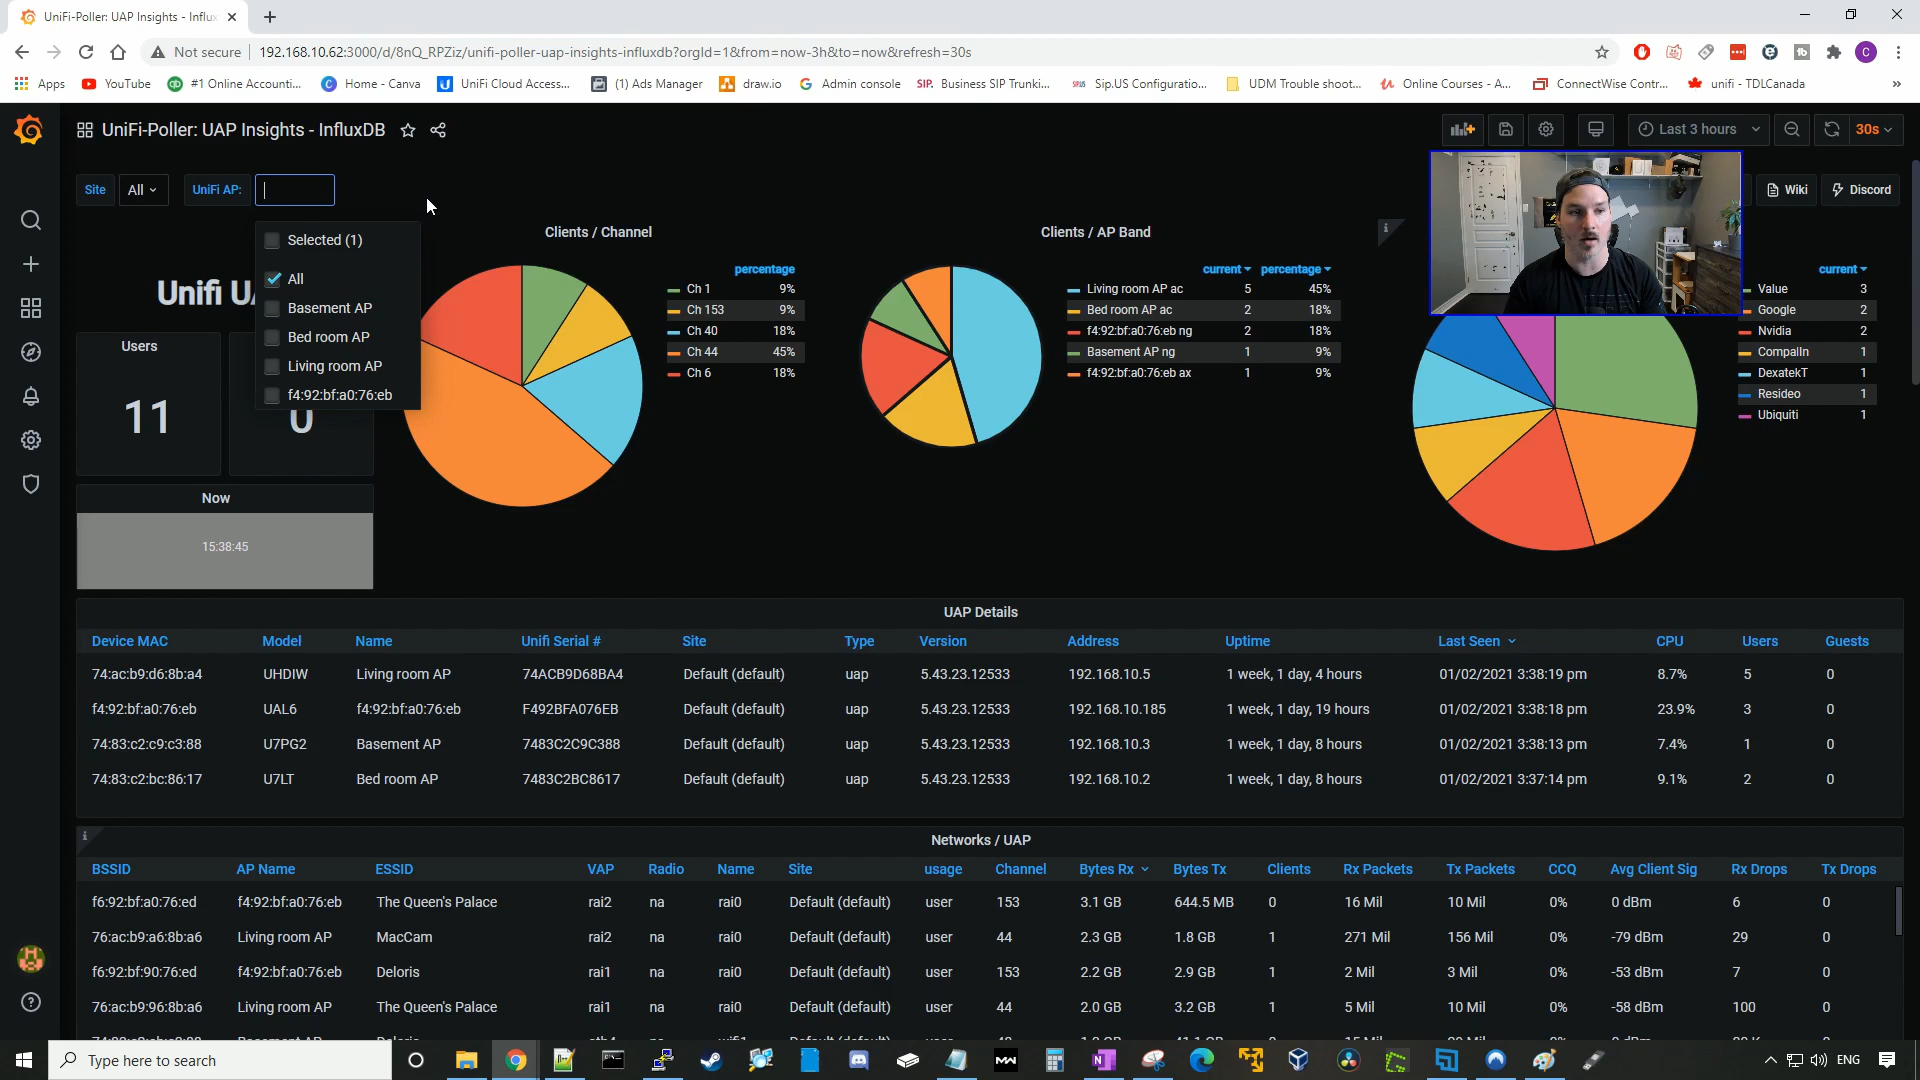 UniFi-Poller: UAP Insights - Influx
Not secure 192.168.10.62:3000/d/8nQ_RPZiz/unifi-poller-uap-insights-influxdb?orgId=1&from=now-3h&to=now&refresh=30s
Apps YouTube #1 Online Accounti... Home - Canva UniFi Cloud Access... (1) Ads Manager draw.io Admin console SIP. Business SIP Trunki... Sip.US Configuratio... UDM Trouble shoot... Online Courses - A... ConnectWise Contr... unifi - TDLCanada »
UniFi-Poller: UAP Insights - InfluxDB Last 3 hours 30s
Site All UniFi AP: Wiki Discord
Selected (1)
All
Basement AP
Bed room AP
Living room AP
f4:92:bf:a0:76:eb
Unifi U
Users
11
0
Now
15:38:45
Clients / Channel
percentage
Ch 1 9%
Ch 153 9%
Ch 40 18%
Ch 44 45%
Ch 6 18%
Clients / AP Band
current percentage
Living room AP ac 5 45%
Bed room AP ac 2 18%
f4:92:bf:a0:76:eb ng 2 18%
Basement AP ng 1 9%
f4:92:bf:a0:76:eb ax 1 9%
current
Value 3
Google 2
Nvidia 2
CompalIn 1
DexatekT 1
Resideo 1
Ubiquiti 1
UAP Details
Device MAC Model Name Unifi Serial # Site Type Version Address Uptime Last Seen CPU Users Guests
74:ac:b9:d6:8b:a4 UHDIW Living room AP 74ACB9D68BA4 Default (default) uap 5.43.23.12533 192.168.10.5 1 week, 1 day, 4 hours 01/02/2021 3:38:19 pm 8.7% 5 0
f4:92:bf:a0:76:eb UAL6 f4:92:bf:a0:76:eb F492BFA076EB Default (default) uap 5.43.23.12533 192.168.10.185 1 week, 1 day, 19 hours 01/02/2021 3:38:18 pm 23.9% 3 0
74:83:c2:c9:c3:88 U7PG2 Basement AP 7483C2C9C388 Default (default) uap 5.43.23.12533 192.168.10.3 1 week, 1 day, 8 hours 01/02/2021 3:38:13 pm 7.4% 1 0
74:83:c2:bc:86:17 U7LT Bed room AP 7483C2BC8617 Default (default) uap 5.43.23.12533 192.168.10.2 1 week, 1 day, 8 hours 01/02/2021 3:37:14 pm 9.1% 2 0
Networks / UAP
BSSID AP Name ESSID VAP Radio Name Site usage Channel Bytes Rx Bytes Tx Clients Rx Packets Tx Packets CCQ Avg Client Sig Rx Drops Tx Drops
f6:92:bf:a0:76:ed f4:92:bf:a0:76:eb The Queen's Palace rai2 na rai0 Default (default) user 153 3.1 GB 644.5 MB 0 16 Mil 10 Mil 0% 0 dBm 6 0
76:ac:b9:a6:8b:a6 Living room AP MacCam rai2 na rai0 Default (default) user 44 2.3 GB 1.8 GB 1 271 Mil 156 Mil 0% -79 dBm 29 0
f6:92:bf:90:76:ed f4:92:bf:a0:76:eb Deloris rai1 na rai0 Default (default) user 153 2.2 GB 2.9 GB 1 2 Mil 3 Mil 0% -53 dBm 7 0
76:ac:b9:96:8b:a6 Living room AP The Queen's Palace rai1 na rai0 Default (default) user 44 2.0 GB 3.2 GB 1 5 Mil 10 Mil 0% -58 dBm 100 0
Type here to search ENG